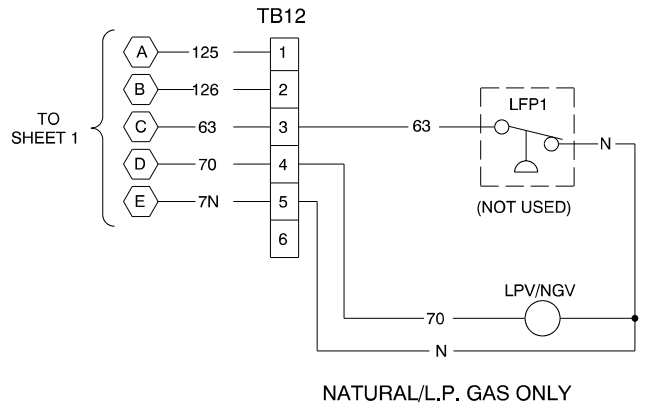 TB12
A 125 1
B 126 2
TO
SHEET 1
C 63 3 63 LFP1 N
D 70 4
(NOT USED)
E 7N 5
6
LPV/NGV
70
N
NATURAL/L.P. GAS ONLY